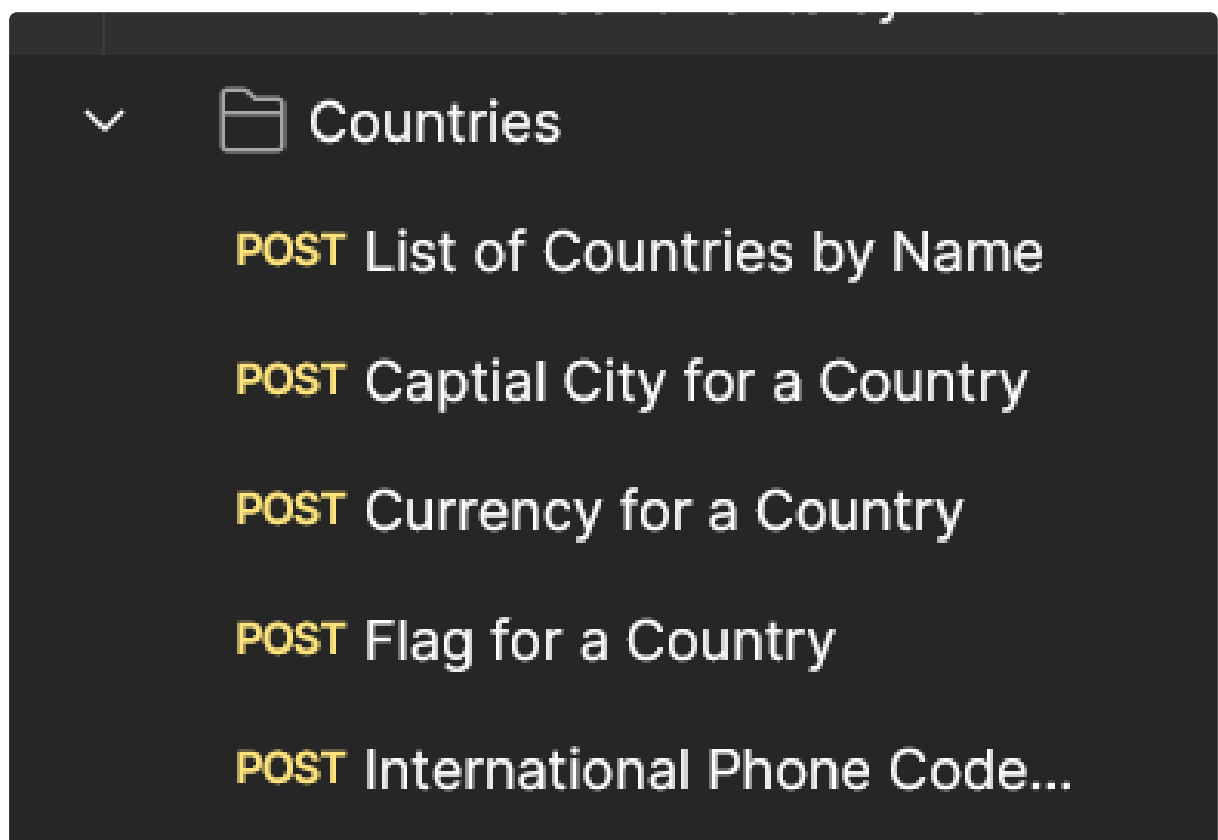 Countries
POST List of Countries by Name
POST Captial City for a Country
POST Currency for a Country
POST Flag for a Country
POST International Phone Code...